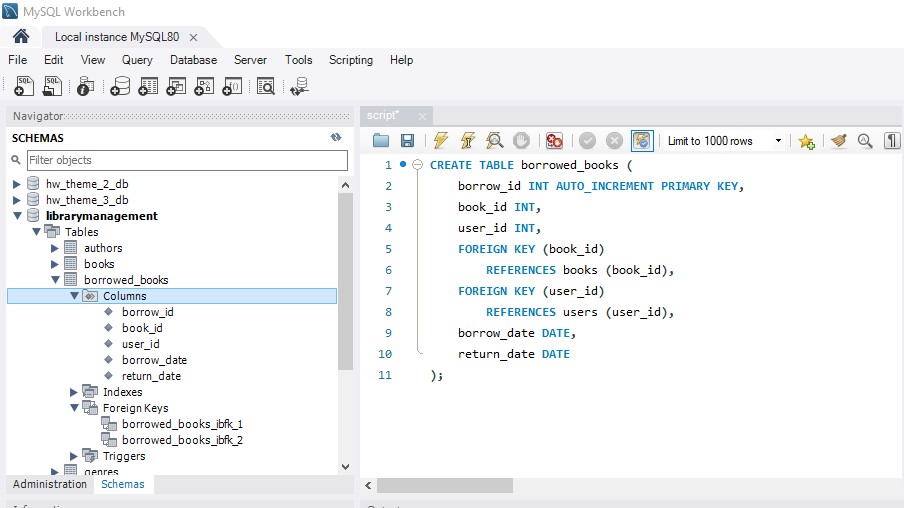 MySQL Workbench
Local instance MySQL80
File Edit View Query Database Server Tools Scripting Help
Navigator
SCHEMAS
Filter objects
hw_theme_2_db
hw_theme_3_db
librarymanagement
Tables
authors
books
borrowed_books
Columns
borrow_id
book_id
user_id
borrow_date
return_date
Indexes
Foreign Keys
borrowed_books_ibfk_1
borrowed_books_ibfk_2
Triggers
genres
Administration Schemas
script*
Limit to 1000 rows
1 CREATE TABLE borrowed_books (
2 borrow_id INT AUTO_INCREMENT PRIMARY KEY,
3 book_id INT,
4 user_id INT,
5 FOREIGN KEY (book_id)
6 REFERENCES books (book_id),
7 FOREIGN KEY (user_id)
8 REFERENCES users (user_id),
9 borrow_date DATE,
10 return_date DATE
11 );